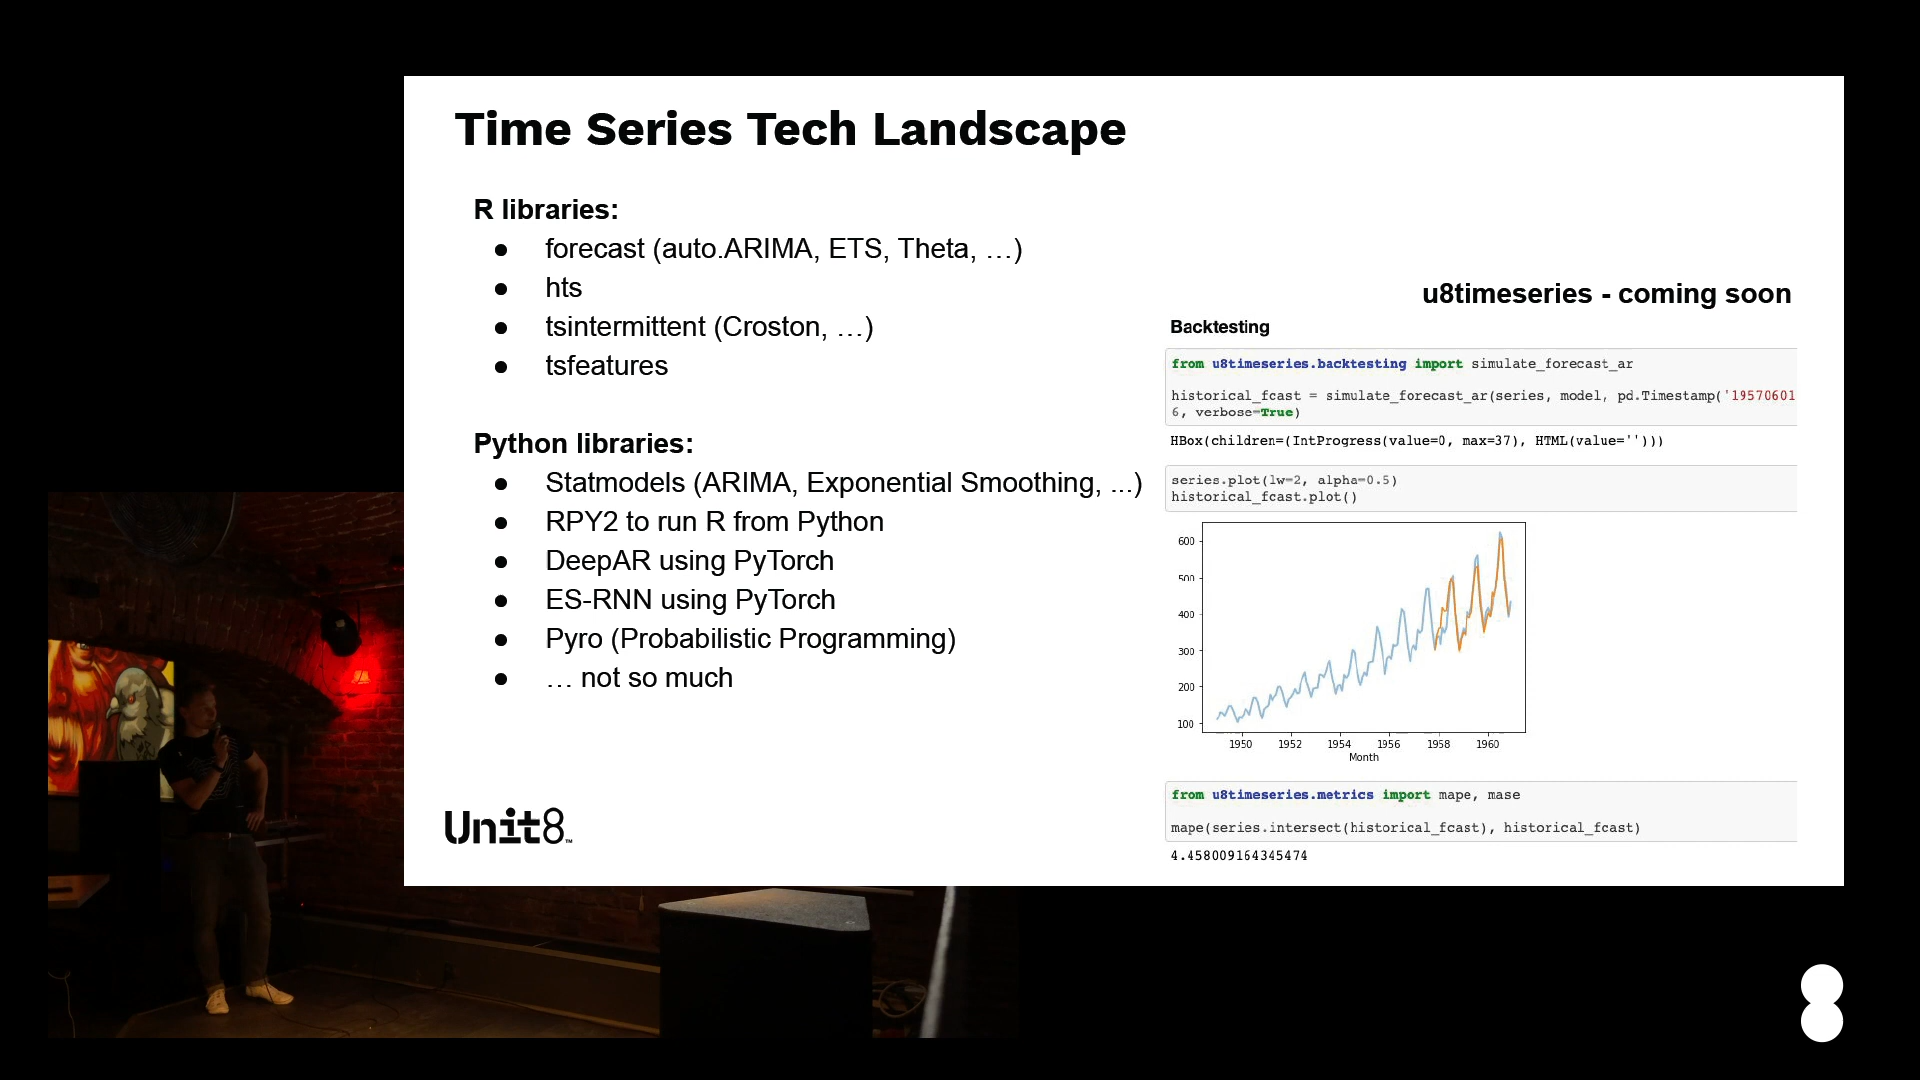 Time Series Tech Landscape
R libraries:
● forecast (auto.ARIMA, ETS, Theta, …)
● hts
● tsintermittent (Croston, …)
● tsfeatures
Python libraries:
● Statmodels (ARIMA, Exponential Smoothing, ...)
● RPY2 to run R from Python
● DeepAR using PyTorch
● ES-RNN using PyTorch
● Pyro (Probabilistic Programming)
● … not so much
Unit8™
u8timeseries - coming soon
Backtesting
from u8timeseries.backtesting import simulate_forecast_ar
historical_fcast = simulate_forecast_ar(series, model, pd.Timestamp('19570601
6, verbose=True)
HBox(children=(IntProgress(value=0, max=37), HTML(value='')))
series.plot(lw=2, alpha=0.5)
historical_fcast.plot()
600
500
400
300
200
100
1950 1952 1954 1956 1958 1960
Month
from u8timeseries.metrics import mape, mase
mape(series.intersect(historical_fcast), historical_fcast)
4.458009164345474